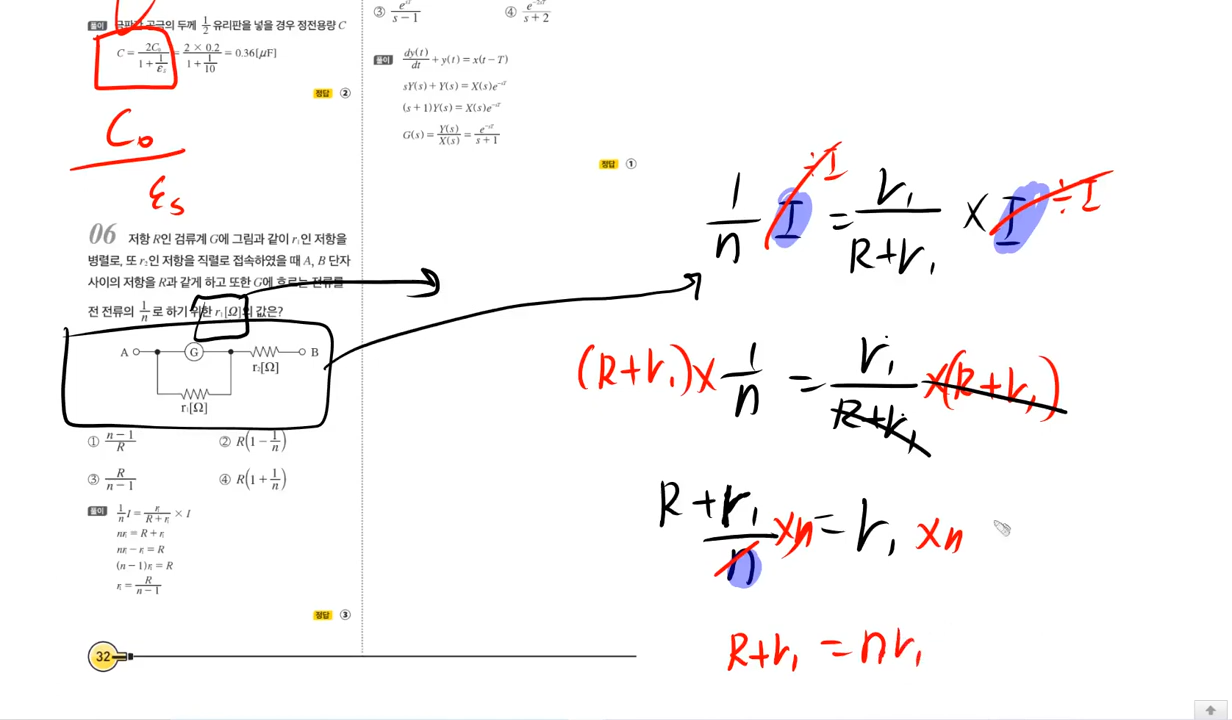 풀이 극판간 공극의 두께 1/2 유리판을 넣을 경우 정전용량 C
C = 2C₀/(1 + 1/εs) = (2 × 0.2)/(1 + 1/10) = 0.36[μF]
정답 ②
C₀/εs
06 저항 R인 검류계 G에 그림과 같이 r₁인 저항을
병렬로, 또 r₂인 저항을 직렬로 접속하였을 때 A, B 단자
사이의 저항을 R과 같게 하고 또한 G에 흐르는 전류를
전 전류의 1/n로 하기 위한 r₁[Ω]의 값은?
A G B
r₂[Ω]
r₁[Ω]
① (n−1)/R ② R(1−1/n)
③ R/(n−1) ④ R(1+1/n)
풀이 1/n I = r₁/(R + r₁) × I
nr₁ = R + r₁
nr₁ − r₁ = R
(n−1)r₁ = R
r₁ = R/(n−1)
정답 ③
32
③ e^(sT)/(s−1) ④ e^(−2sT)/(s+2)
풀이 dy(t)/dt + y(t) = x(t−T)
sY(s) + Y(s) = X(s)e^(−sT)
(s+1)Y(s) = X(s)e^(−sT)
G(s) = Y(s)/X(s) = e^(−sT)/(s+1)
정답 ①
÷I
1/n I = r₁/(R+r₁) × I ÷I
(R+r₁)× 1/n = r₁/(R+r₁) ×(R+r₁)
R+r₁/n ×n = r₁ ×n
R+r₁ = nr₁